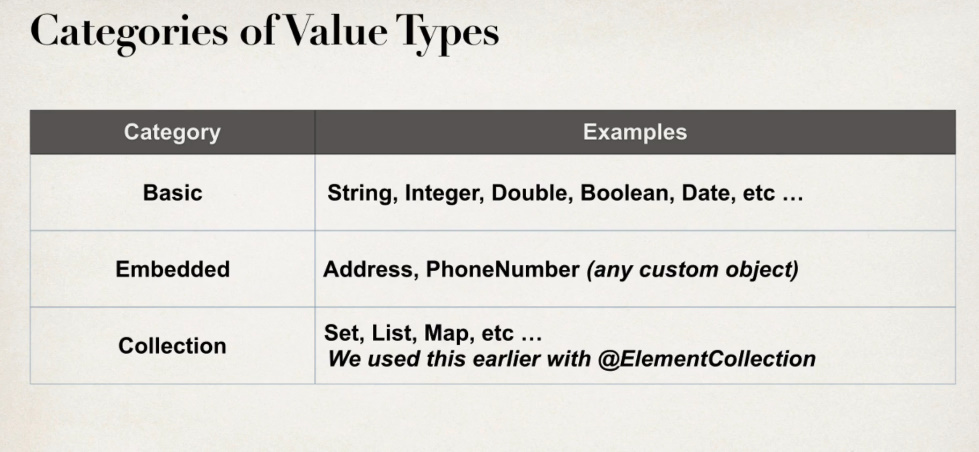 Categories of Value Types
Category
Examples
Basic
String, Integer, Double, Boolean, Date, etc …
Embedded
Address, PhoneNumber (any custom object)
Collection
Set, List, Map, etc …
We used this earlier with @ElementCollection